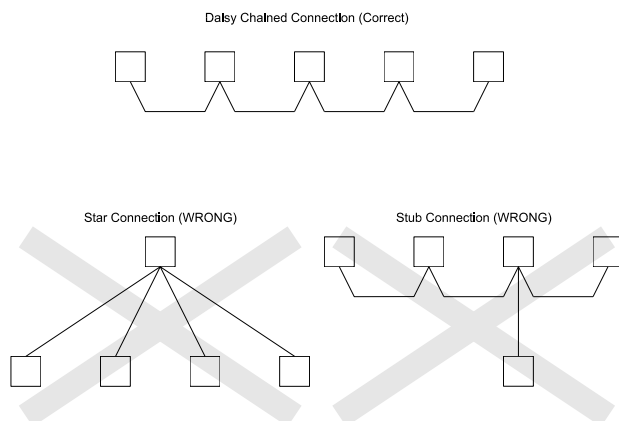 Daisy Chained Connection (Correct)
Star Connection (WRONG)
Stub Connection (WRONG)